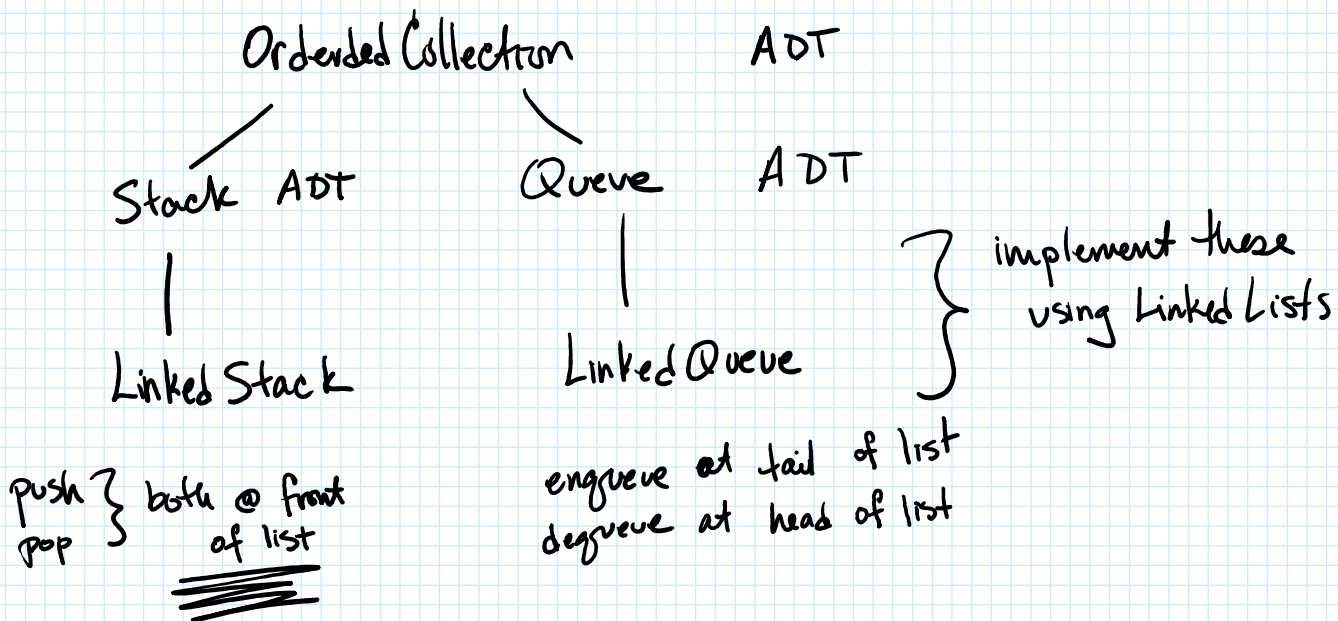 Orderded Collection ADT
Stack ADT Queue ADT
implement these
using Linked Lists
Linked Stack Linked Queue
push } both @ front
pop of list
enqueue at tail of list
dequeue at head of list